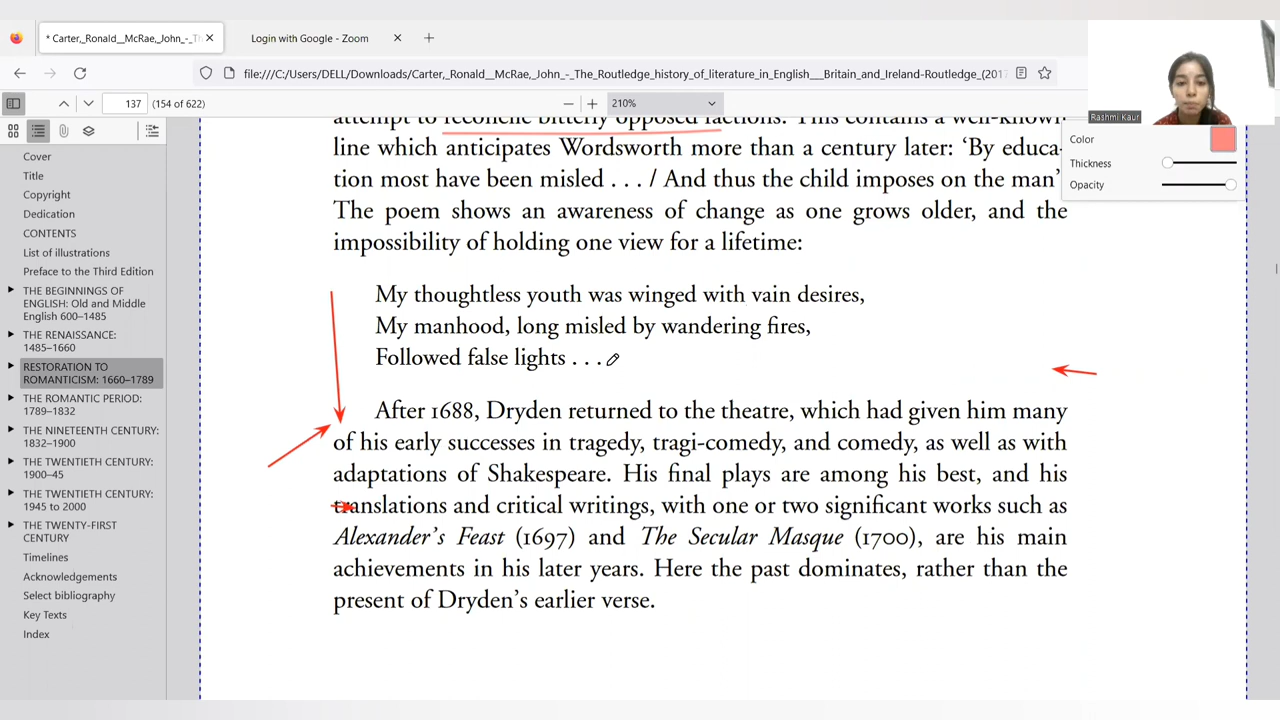 * Carter,_Ronald__McRae,_John_-_Th
Login with Google - Zoom
file:///C:/Users/DELL/Downloads/Carter,_Ronald__McRae,_John_-_The_Routledge_history_of_literature_in_English___Britain_and_Ireland-Routledge_(2017
137 (154 of 622)
210%
Rashmi Kaur
Color
Thickness
Opacity
Cover
Title
Copyright
Dedication
CONTENTS
List of illustrations
Preface to the Third Edition
THE BEGINNINGS OF
ENGLISH: Old and Middle
English 600–1485
THE RENAISSANCE:
1485–1660
RESTORATION TO
ROMANTICISM: 1660–1789
THE ROMANTIC PERIOD:
1789–1832
THE NINETEENTH CENTURY:
1832–1900
THE TWENTIETH CENTURY:
1900–45
THE TWENTIETH CENTURY:
1945 to 2000
THE TWENTY-FIRST
CENTURY
Timelines
Acknowledgements
Select bibliography
Key Texts
Index
attempt to reconcile bitterly opposed factions. This contains a well-known
line which anticipates Wordsworth more than a century later: ‘By educa-
tion most have been misled . . . / And thus the child imposes on the man’
The poem shows an awareness of change as one grows older, and the
impossibility of holding one view for a lifetime:
My thoughtless youth was winged with vain desires,
My manhood, long misled by wandering fires,
Followed false lights . . .
After 1688, Dryden returned to the theatre, which had given him many
of his early successes in tragedy, tragi-comedy, and comedy, as well as with
adaptations of Shakespeare. His final plays are among his best, and his
translations and critical writings, with one or two significant works such as
Alexander’s Feast (1697) and The Secular Masque (1700), are his main
achievements in his later years. Here the past dominates, rather than the
present of Dryden’s earlier verse.